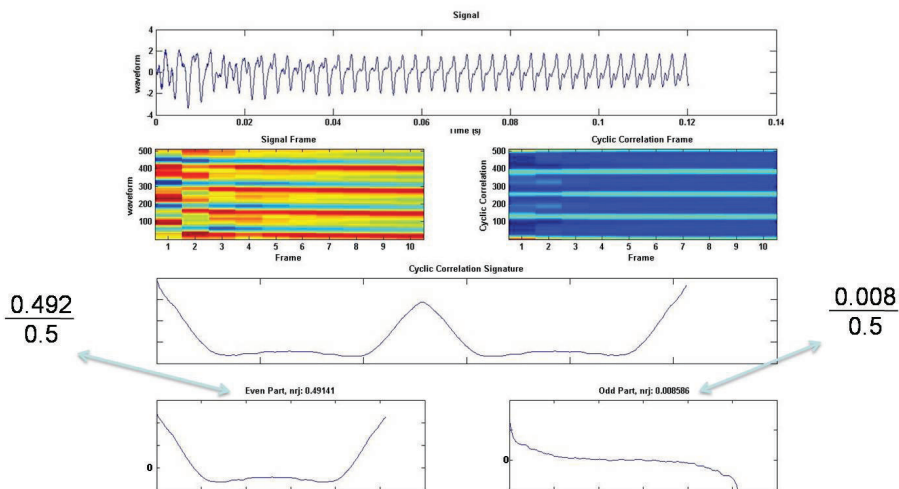 Signal
waveform
4
2
0
-2
-4
0
0.02
0.04
0.06
0.08
0.1
0.12
0.14
Time (s)
Signal Frame
waveform
500
400
300
200
100
1 2 3 4 5 6 7 8 9 10
Frame
Cyclic Correlation Frame
Cyclic Correlation
500
400
300
200
100
1 2 3 4 5 6 7 8 9 10
Frame
Cyclic Correlation Signature
0.492
0.5
0.008
0.5
Even Part, nrj: 0.49141
0
Odd Part, nrj: 0.008586
0